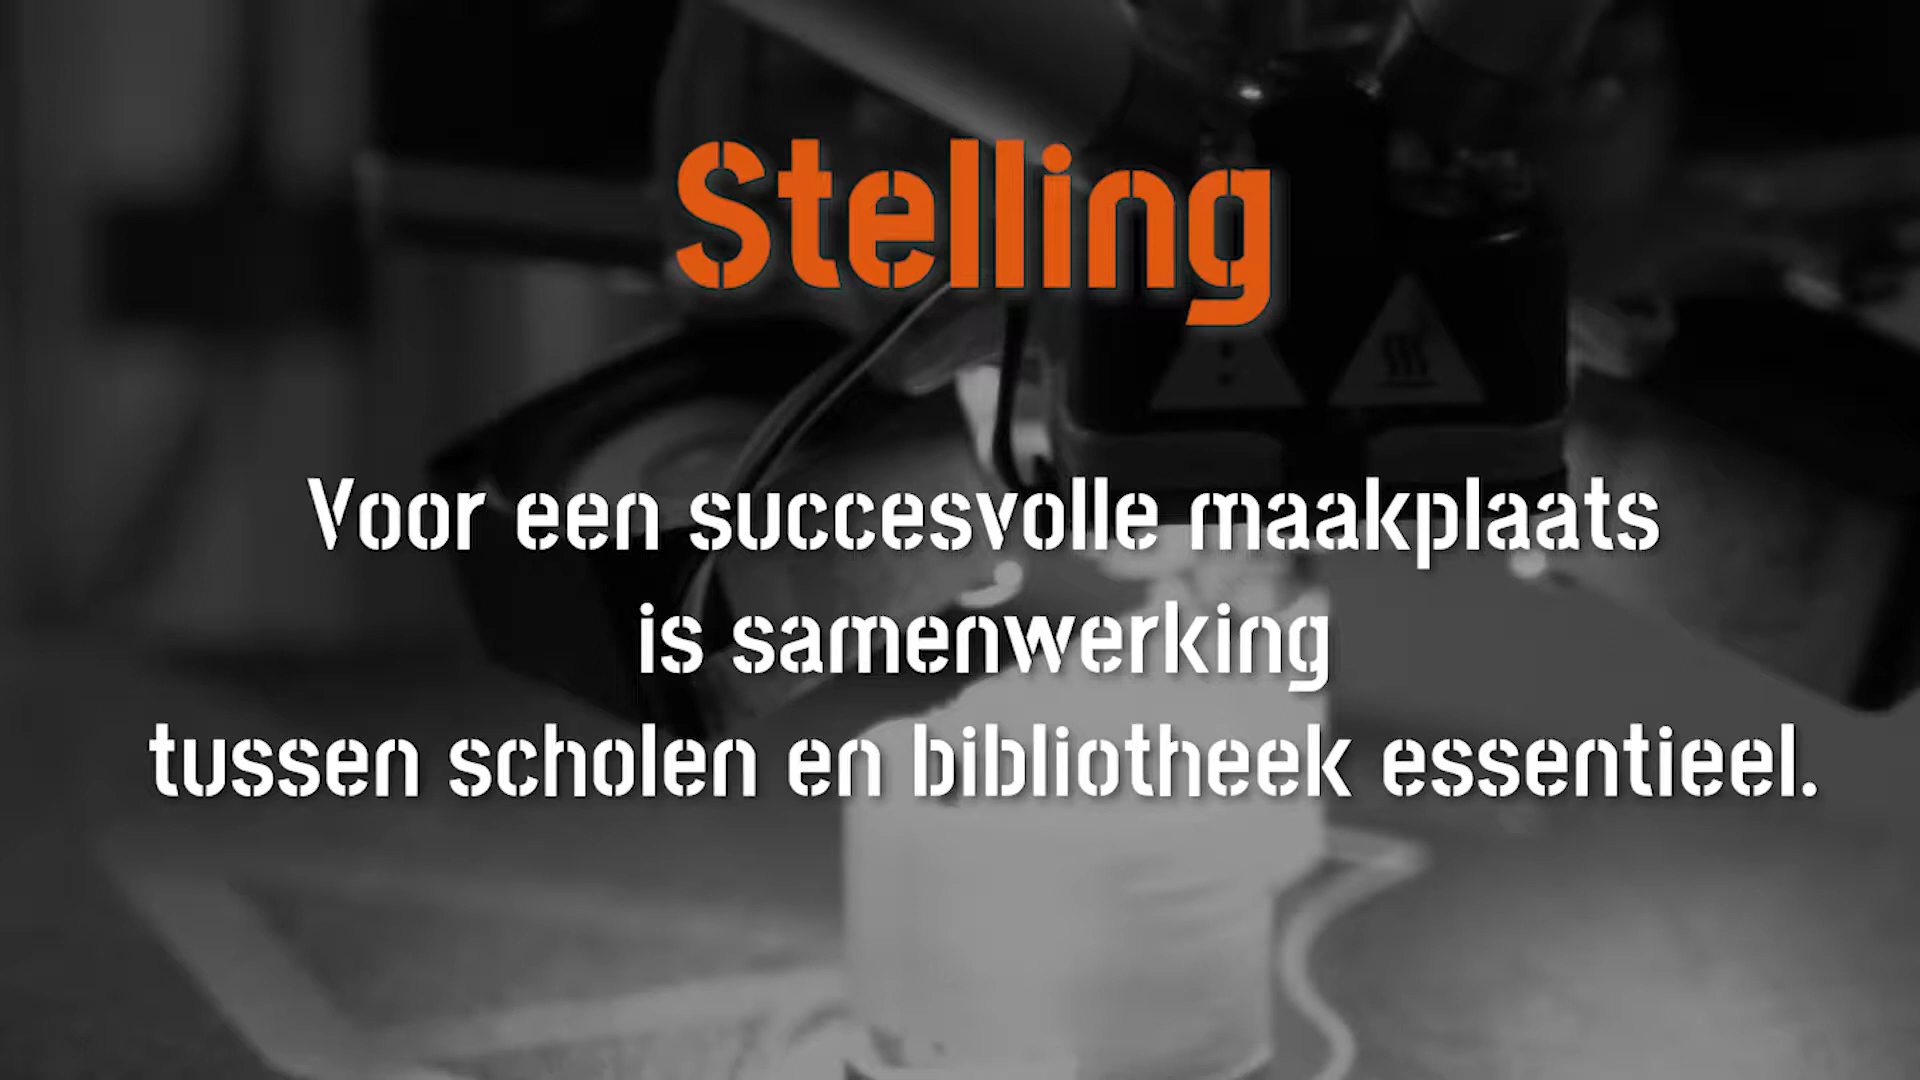 Stelling
Voor een succesvolle maakplaats
is samenwerking
tussen scholen en bibliotheek essentieel.